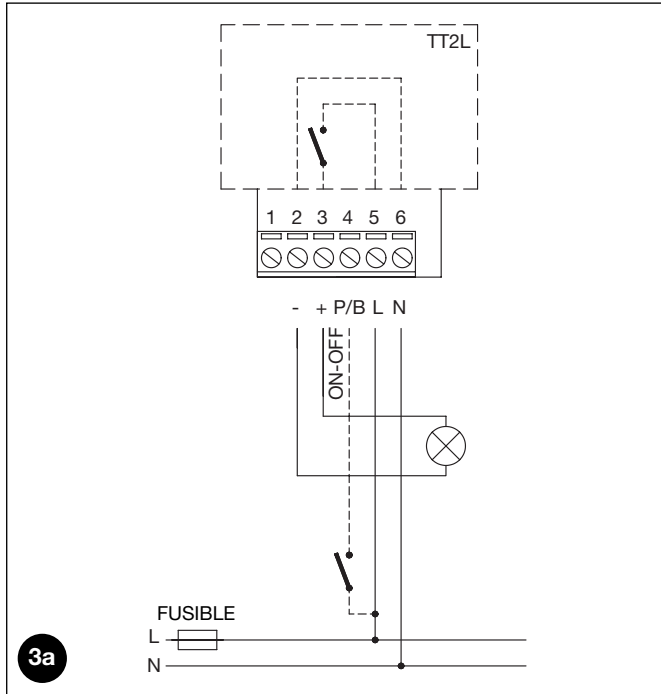 TT2L
1 2 3 4 5 6
- + P/B L N
ON-OFF
FUSIBLE
L
N
3a